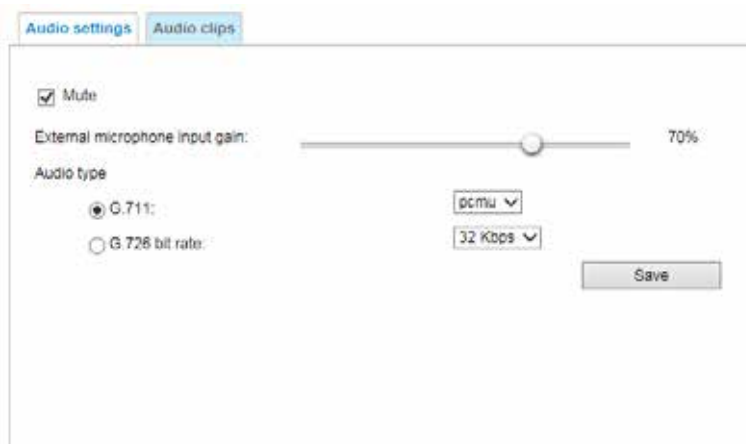 Audio settings Audio clips
Mute
External microphone input gain: 70%
Audio type
G.711: pcmu
G.726 bit rate: 32 Kbps
Save